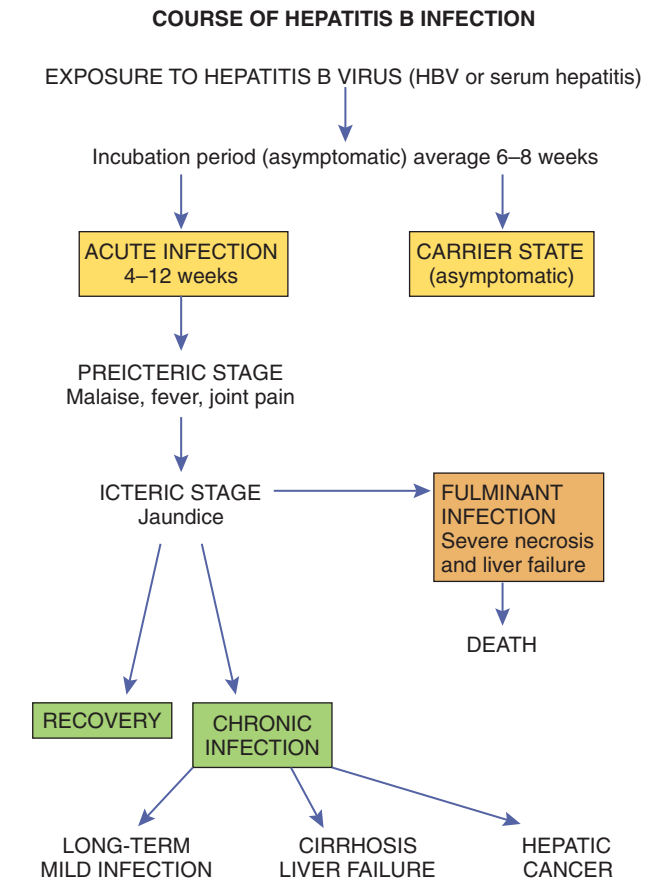 COURSE OF HEPATITIS B INFECTION
EXPOSURE TO HEPATITIS B VIRUS (HBV or serum hepatitis)
Incubation period (asymptomatic) average 6–8 weeks
ACUTE INFECTION
4–12 weeks
CARRIER STATE
(asymptomatic)
PREICTERIC STAGE
Malaise, fever, joint pain
ICTERIC STAGE
Jaundice
FULMINANT
INFECTION
Severe necrosis
and liver failure
DEATH
RECOVERY
CHRONIC
INFECTION
LONG-TERM
MILD INFECTION
CIRRHOSIS
LIVER FAILURE
HEPATIC
CANCER